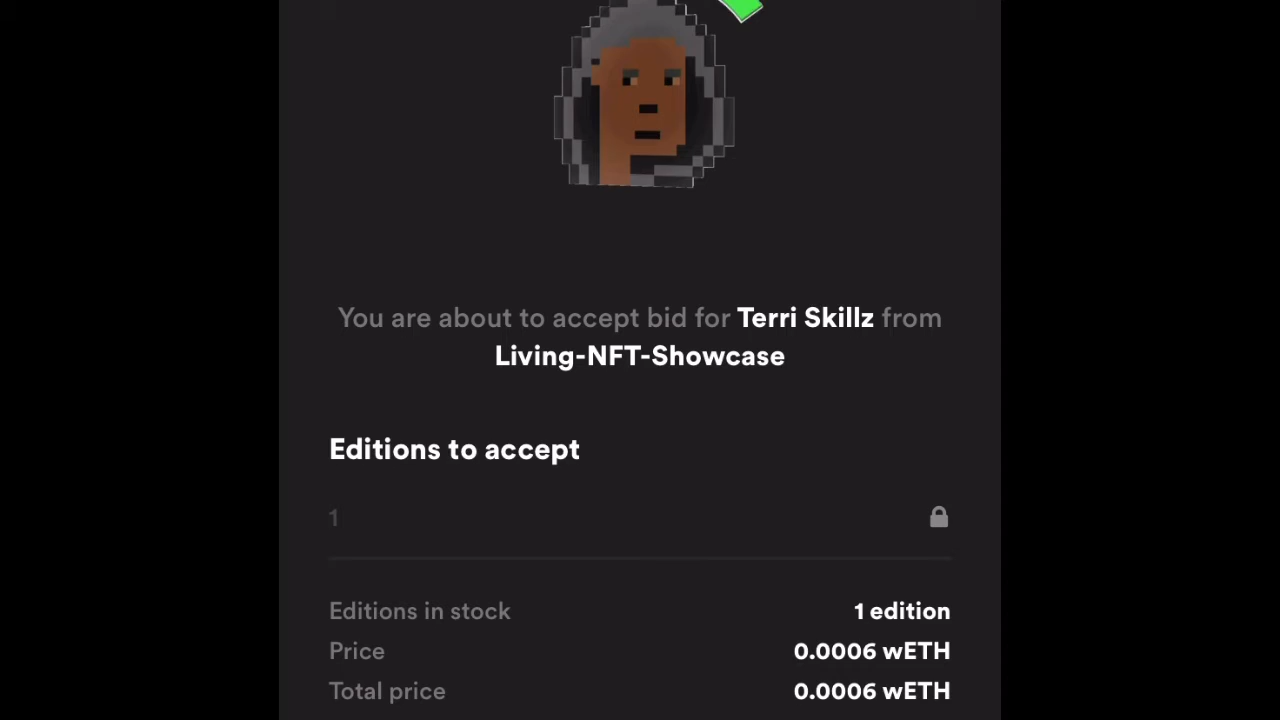 You are about to accept bid for Terri Skillz from
Living-NFT-Showcase
Editions to accept
1
Editions in stock 1 edition
Price 0.0006 wETH
Total price 0.0006 wETH